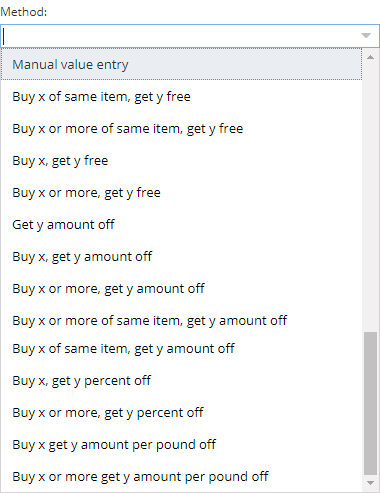 Method:
Manual value entry
Buy x of same item, get y free
Buy x or more of same item, get y free
Buy x, get y free
Buy x or more, get y free
Get y amount off
Buy x, get y amount off
Buy x or more, get y amount off
Buy x or more of same item, get y amount off
Buy x of same item, get y amount off
Buy x, get y percent off
Buy x or more, get y percent off
Buy x get y amount per pound off
Buy x or more get y amount per pound off